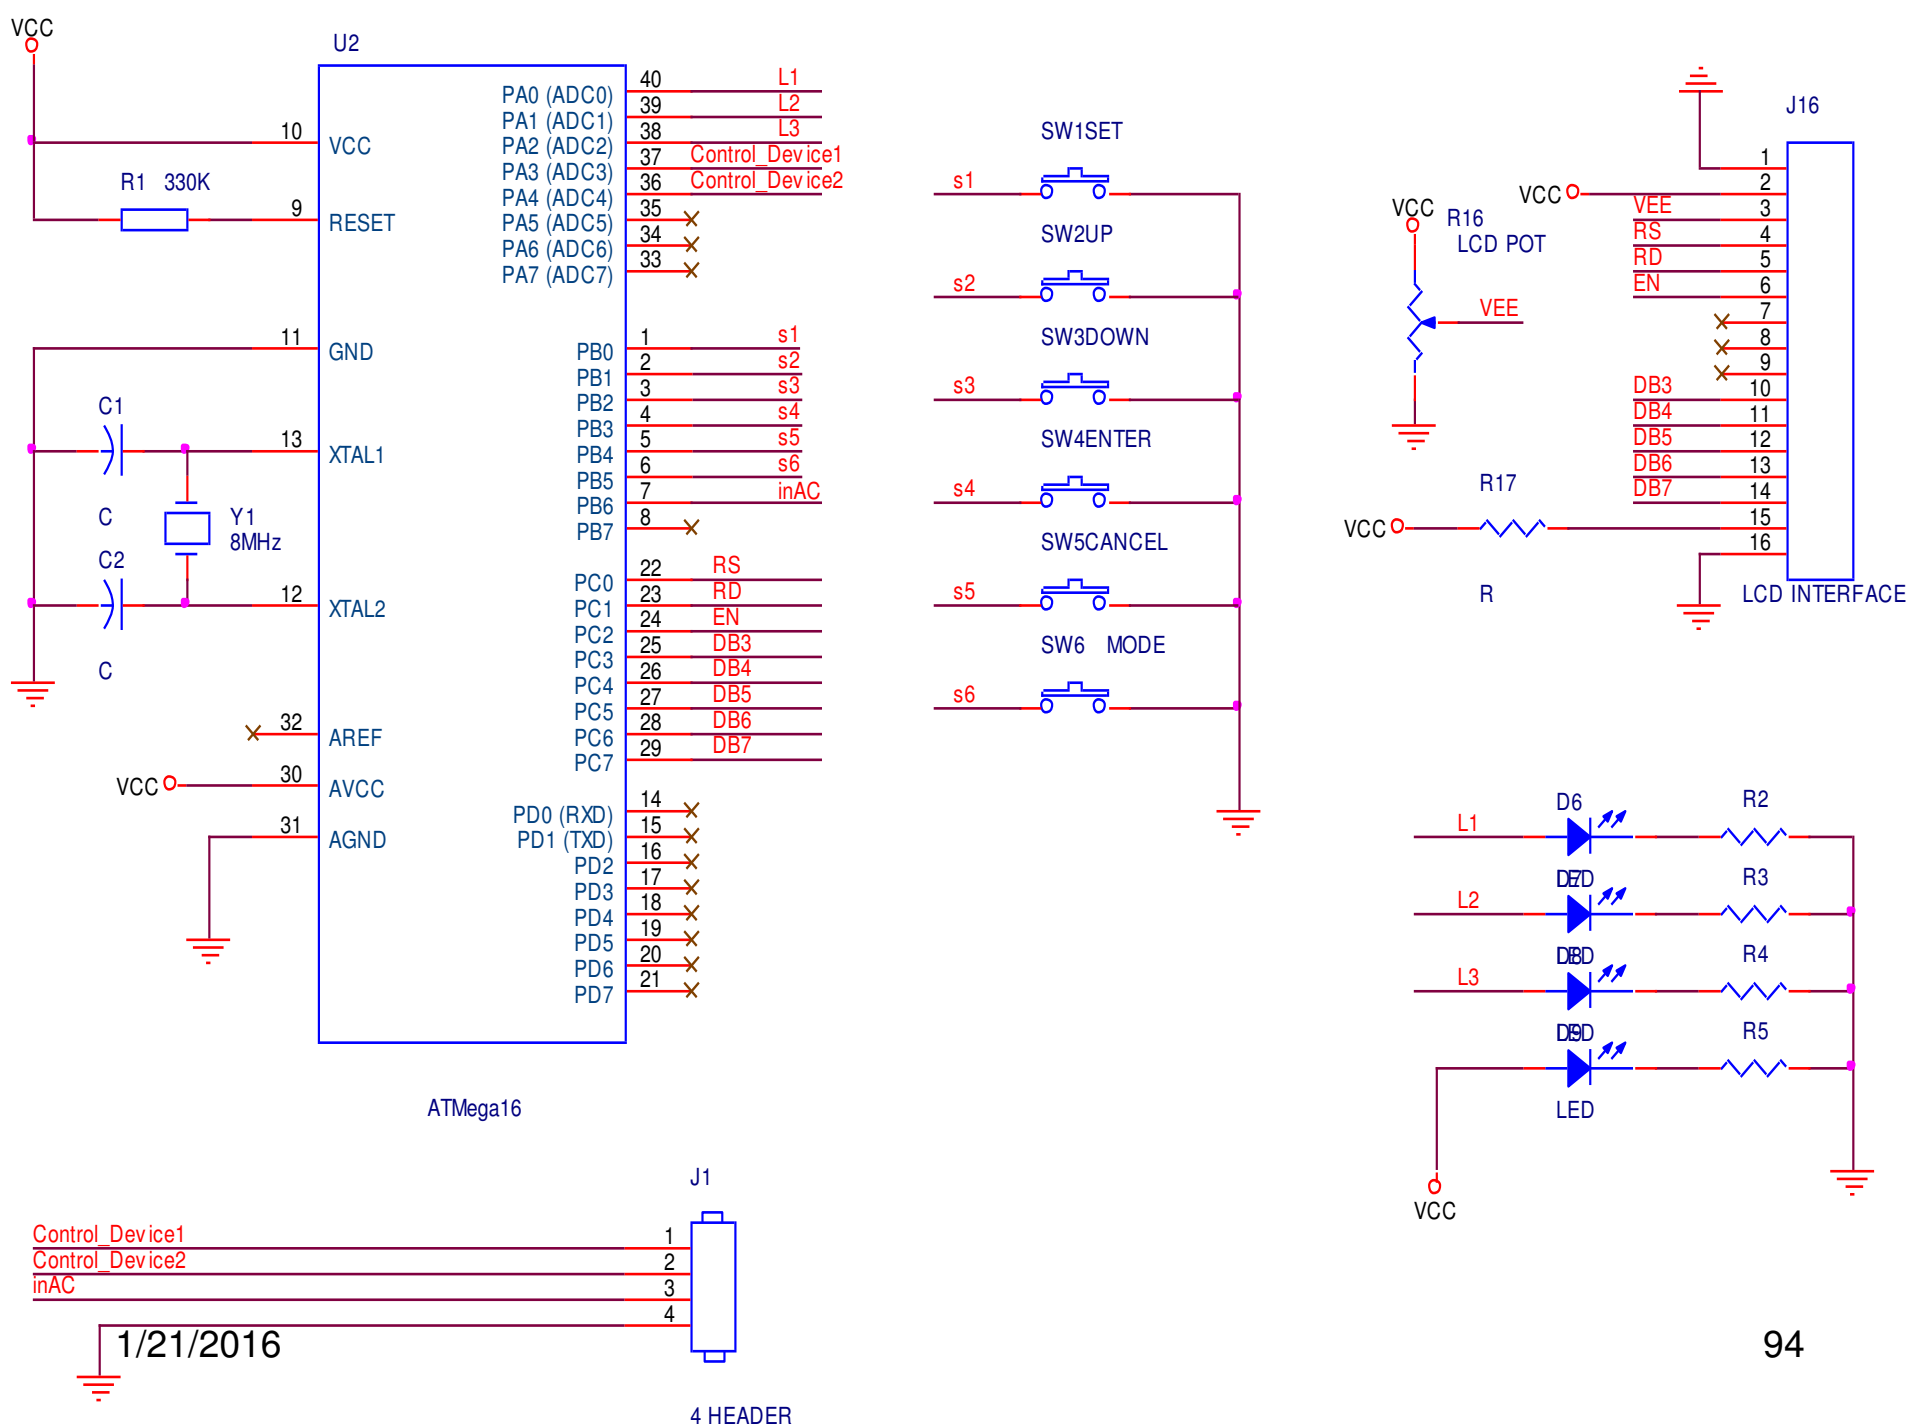 VCC
U2
10
VCC
R1 330K
9
RESET
11
GND
C1
13
XTAL1
C
Y1
8MHz
C2
12
XTAL2
C
32
AREF
VCC
30
AVCC
31
AGND
PA0 (ADC0)
40
L1
PA1 (ADC1)
39
L2
PA2 (ADC2)
38
L3
PA3 (ADC3)
37
Control_Device1
PA4 (ADC4)
36
Control_Device2
PA5 (ADC5)
35
PA6 (ADC6)
34
PA7 (ADC7)
33
PB0
1
s1
PB1
2
s2
PB2
3
s3
PB3
4
s4
PB4
5
s5
PB5
6
s6
PB6
7
inAC
PB7
8
PC0
22
RS
PC1
23
RD
PC2
24
EN
PC3
25
DB3
PC4
26
DB4
PC5
27
DB5
PC6
28
DB6
PC7
29
DB7
PD0 (RXD)
14
PD1 (TXD)
15
PD2
16
PD3
17
PD4
18
PD5
19
PD6
20
PD7
21
ATMega16
SW1SET
s1
SW2UP
s2
SW3DOWN
s3
SW4ENTER
s4
SW5CANCEL
s5
SW6 MODE
s6
J16
1
VCC
2
VEE
3
RS
4
RD
5
EN
6
7
8
9
DB3
10
DB4
11
DB5
12
DB6
13
DB7
14
15
16
LCD INTERFACE
VCC
R16
LCD POT
VEE
R17
VCC
R
D6
R2
L1
LED
D7
R3
L2
LED
D8
R4
L3
LED
D9
R5
LED
VCC
J1
Control_Device1
1
Control_Device2
2
inAC
3
4
4 HEADER
1/21/2016
94